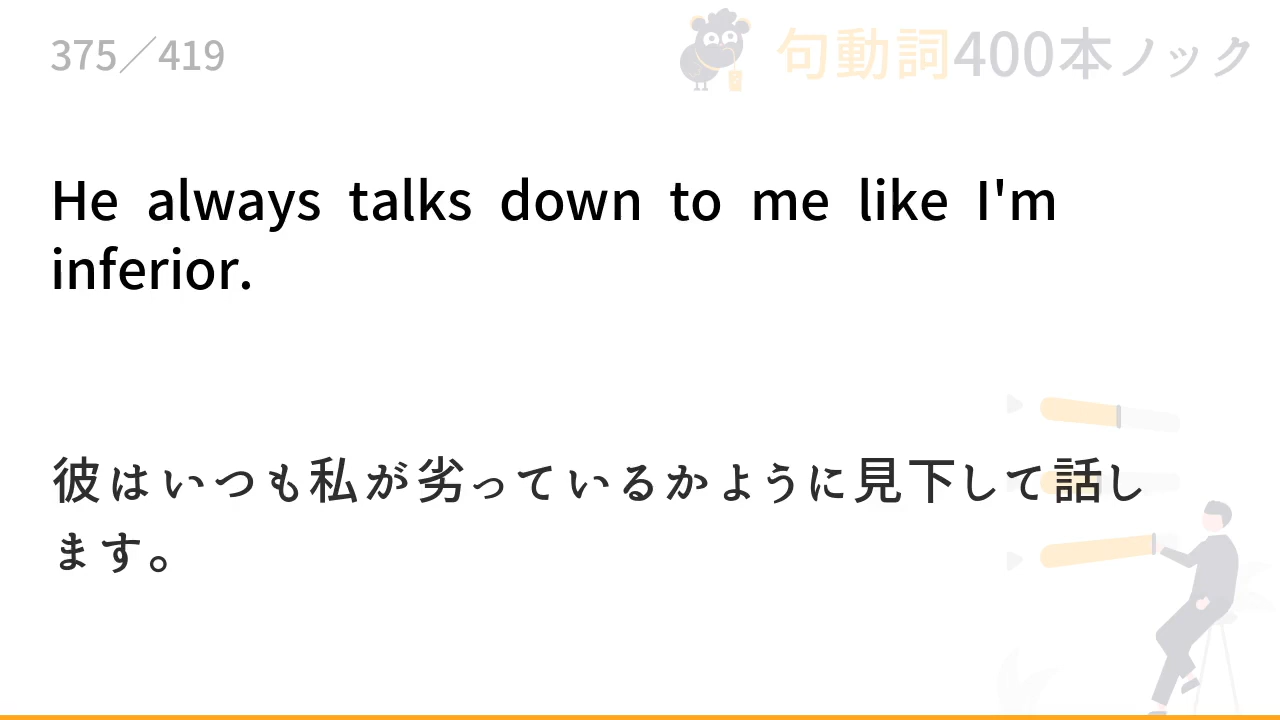 375／419
句動詞400本ノック
He always talks down to me like I'm
inferior.
彼はいつも私が劣っているかように見下して話し
ます。